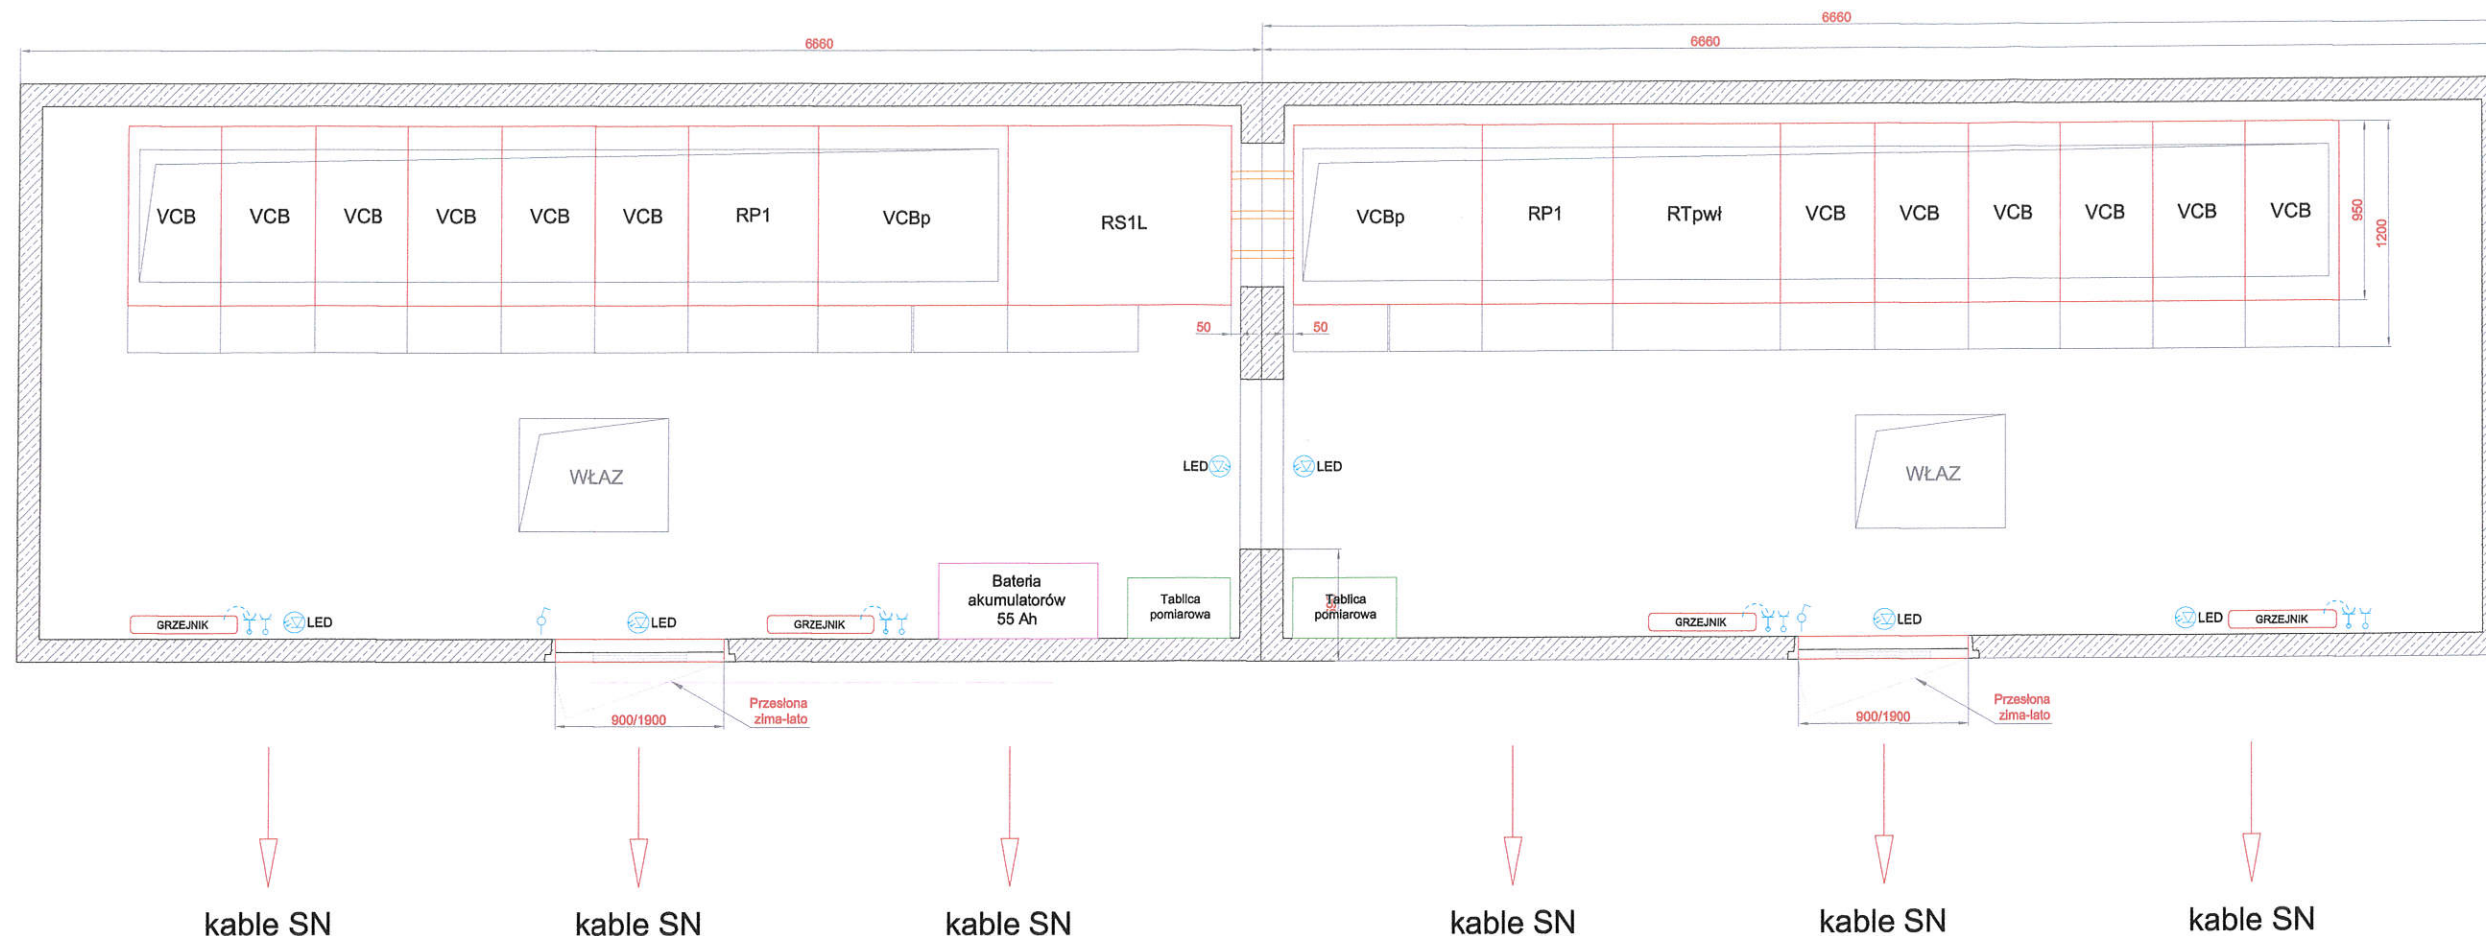 6660
6660
6660
VCB
VCB
VCB
VCB
VCB
VCB
RP1
VCBp
RS1L
VCBp
RP1
RTpwł
VCB
VCB
VCB
VCB
VCB
VCB
950
1200
50
50
WŁAZ
LED
LED
WŁAZ
Bateria
akumulatorów
55 Ah
Tablica
pomiarowa
Tablica
pomiarowa
GRZEJNIK
LED
LED
GRZEJNIK
GRZEJNIK
LED
LED
GRZEJNIK
900/1900
Przesłona
zima-lato
900/1900
Przesłona
zima-lato
kable SN
kable SN
kable SN
kable SN
kable SN
kable SN